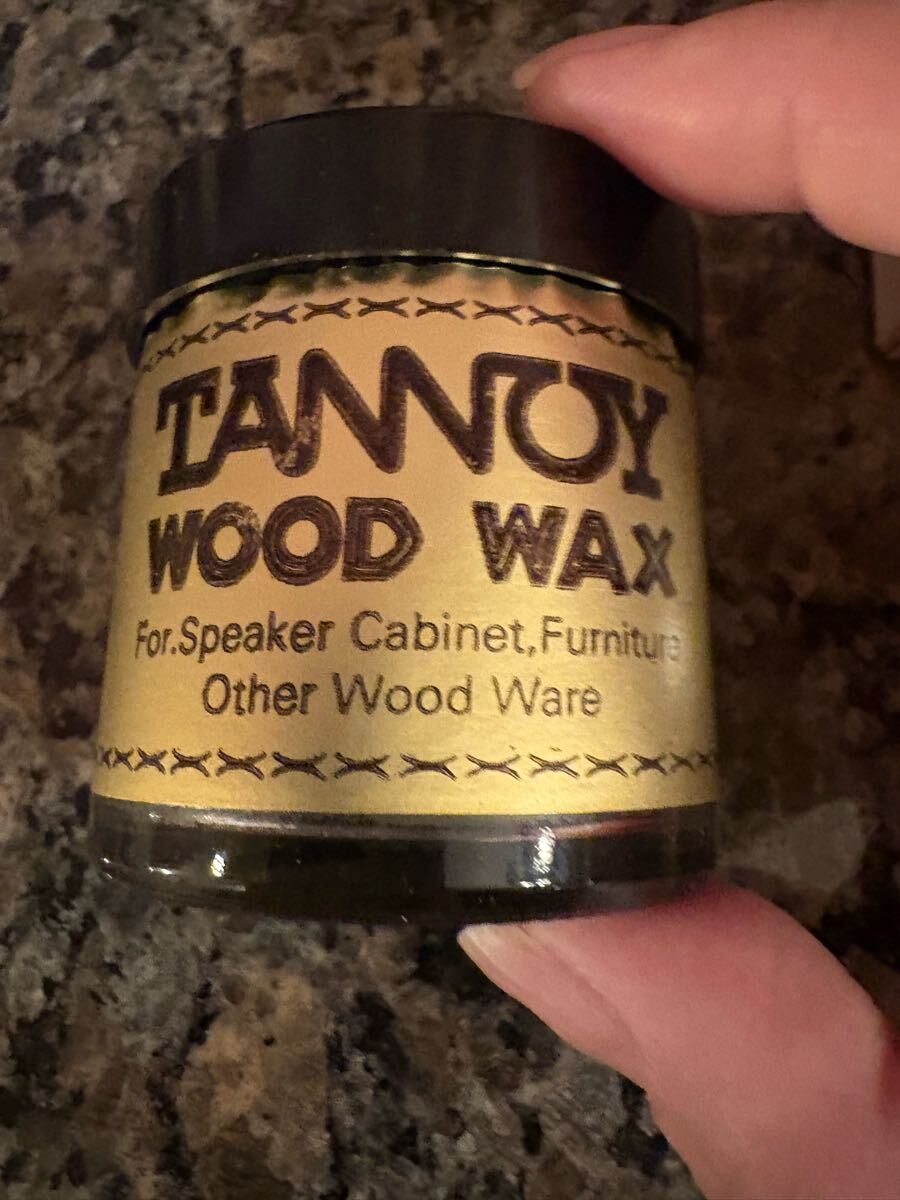 TANNOY
WOOD WAX
For.Speaker Cabinet,Furniture
Other Wood Ware